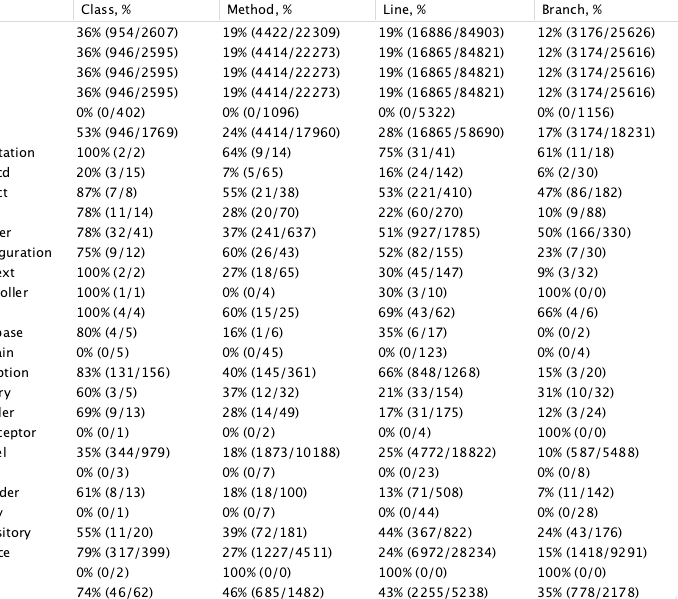 Class, % Method, % Line, % Branch, %
36% (954/2607) 19% (4422/22309) 19% (16886/84903) 12% (3176/25626)
36% (946/2595) 19% (4414/22273) 19% (16865/84821) 12% (3174/25616)
36% (946/2595) 19% (4414/22273) 19% (16865/84821) 12% (3174/25616)
36% (946/2595) 19% (4414/22273) 19% (16865/84821) 12% (3174/25616)
0% (0/402) 0% (0/1096) 0% (0/5322) 0% (0/1156)
53% (946/1769) 24% (4414/17960) 28% (16865/58690) 17% (3174/18231)
tation 100% (2/2) 64% (9/14) 75% (31/41) 61% (11/18)
cd 20% (3/15) 7% (5/65) 16% (24/142) 6% (2/30)
ct 87% (7/8) 55% (21/38) 53% (221/410) 47% (86/182)
78% (11/14) 28% (20/70) 22% (60/270) 10% (9/88)
er 78% (32/41) 37% (241/637) 51% (927/1785) 50% (166/330)
guration 75% (9/12) 60% (26/43) 52% (82/155) 23% (7/30)
ext 100% (2/2) 27% (18/65) 30% (45/147) 9% (3/32)
oller 100% (1/1) 0% (0/4) 30% (3/10) 100% (0/0)
100% (4/4) 60% (15/25) 69% (43/62) 66% (4/6)
base 80% (4/5) 16% (1/6) 35% (6/17) 0% (0/2)
ain 0% (0/5) 0% (0/45) 0% (0/123) 0% (0/4)
ption 83% (131/156) 40% (145/361) 66% (848/1268) 15% (3/20)
ry 60% (3/5) 37% (12/32) 21% (33/154) 31% (10/32)
ler 69% (9/13) 28% (14/49) 17% (31/175) 12% (3/24)
ceptor 0% (0/1) 0% (0/2) 0% (0/4) 100% (0/0)
el 35% (344/979) 18% (1873/10188) 25% (4772/18822) 10% (587/5488)
0% (0/3) 0% (0/7) 0% (0/23) 0% (0/8)
der 61% (8/13) 18% (18/100) 13% (71/508) 7% (11/142)
y 0% (0/1) 0% (0/7) 0% (0/44) 0% (0/28)
sitory 55% (11/20) 39% (72/181) 44% (367/822) 24% (43/176)
ce 79% (317/399) 27% (1227/4511) 24% (6972/28234) 15% (1418/9291)
0% (0/2) 100% (0/0) 100% (0/0) 100% (0/0)
74% (46/62) 46% (685/1482) 43% (2255/5238) 35% (778/2178)